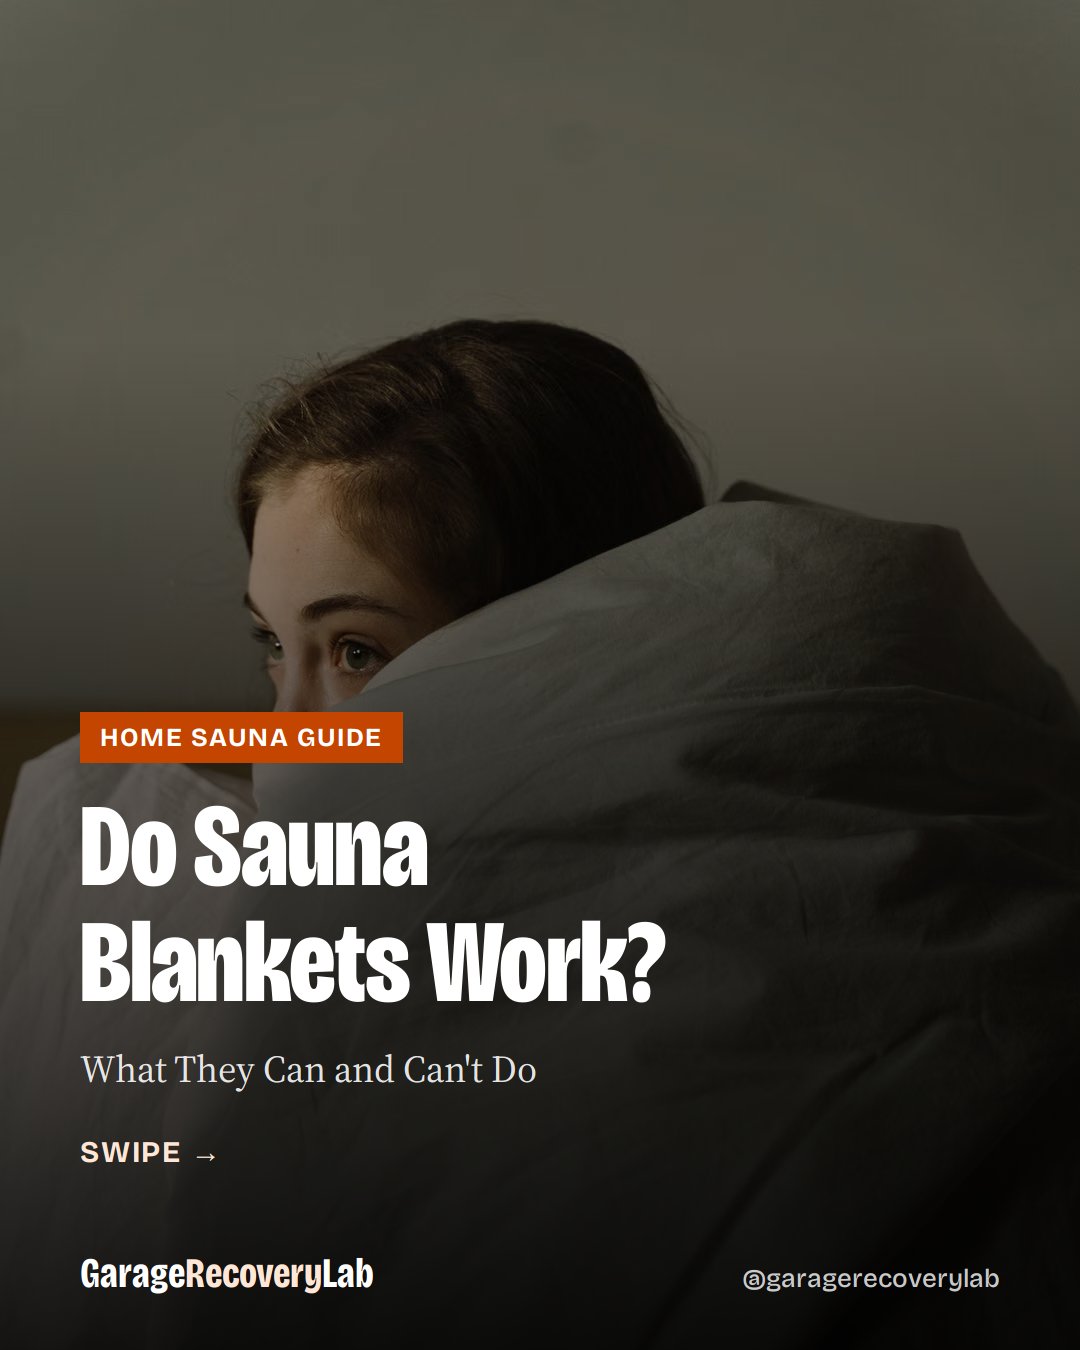 HOME SAUNA GUIDE
Do Sauna
Blankets Work?
What They Can and Can't Do
SWIPE →
GarageRecoveryLab
@garagerecoverylab